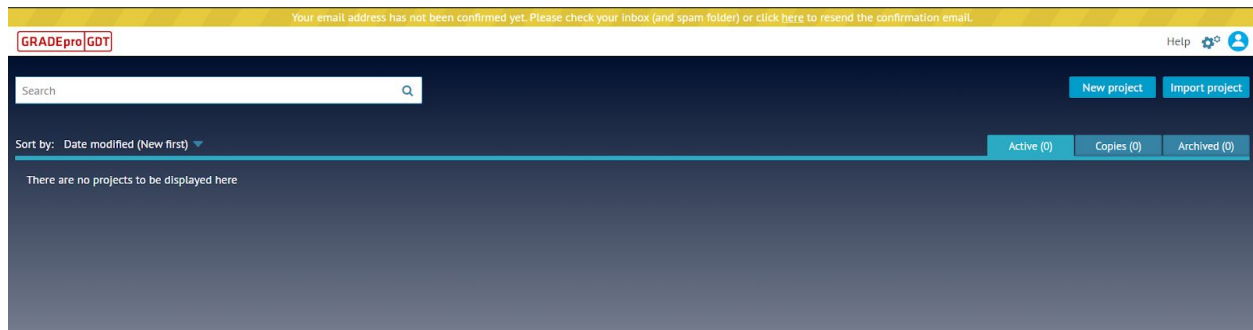 Your email address has not been confirmed yet. Please check your inbox (and spam folder) or click here to resend the confirmation email.
GRADEpro GDT
Help
Search
New project
Import project
Sort by: Date modified (New first)
Active (0)
Copies (0)
Archived (0)
There are no projects to be displayed here